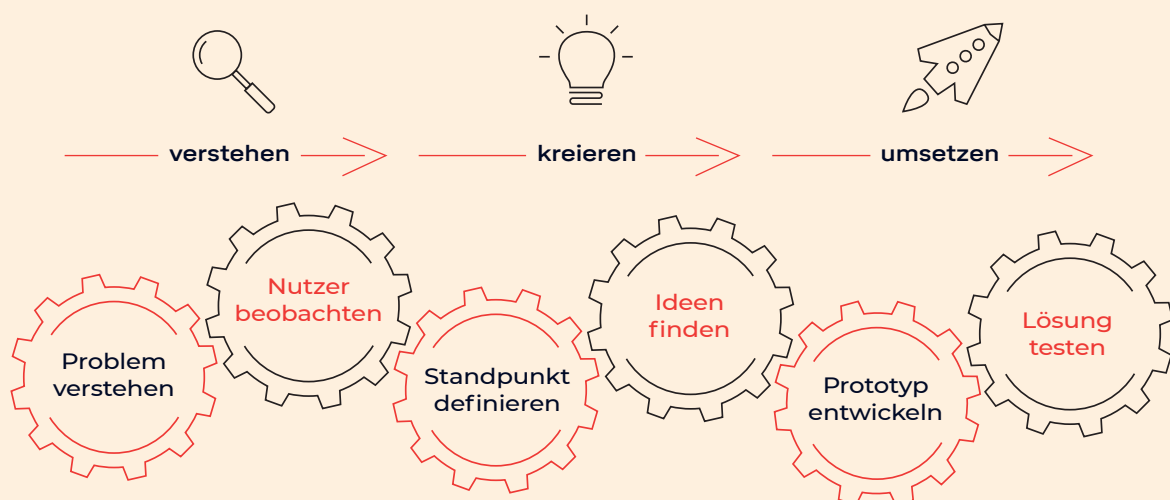 verstehen
kreieren
umsetzen
Problem
verstehen
Nutzer
beobachten
Standpunkt
definieren
Ideen
finden
Prototyp
entwickeln
Lösung
testen